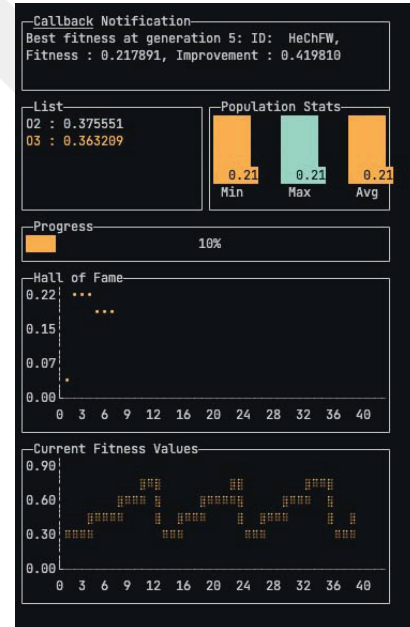 Callback Notification
Best fitness at generation 5: ID:  HeChFW,
Fitness : 0.217891, Improvement : 0.419810
List
O2 : 0.375551
O3 : 0.363209
Population Stats
0.21 0.21 0.21
Min Max Avg
Progress
10%
Hall of Fame
0.22
0.15
0.07
0.00
0 3 6 9 12 16 20 24 28 32 36 40
Current Fitness Values
0.90
0.60
0.30
0.00
0 3 6 9 12 16 20 24 28 32 36 40